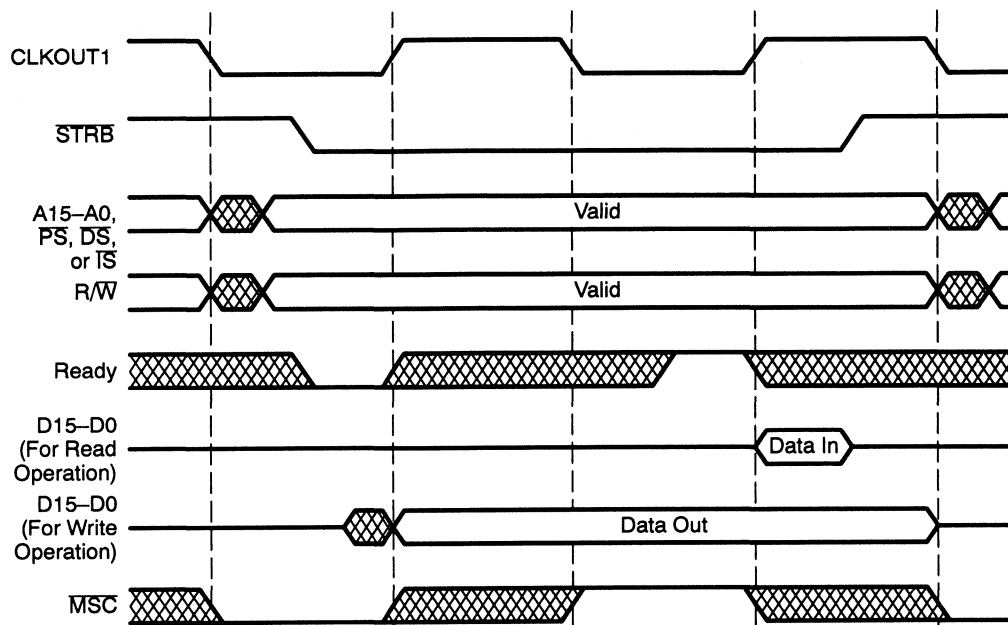 CLKOUT1
STRB
A15–A0,
PS, DS,
or IS
Valid
R/W
Valid
Ready
D15–D0
(For Read
Operation)
Data In
D15–D0
(For Write
Operation)
Data Out
MSC